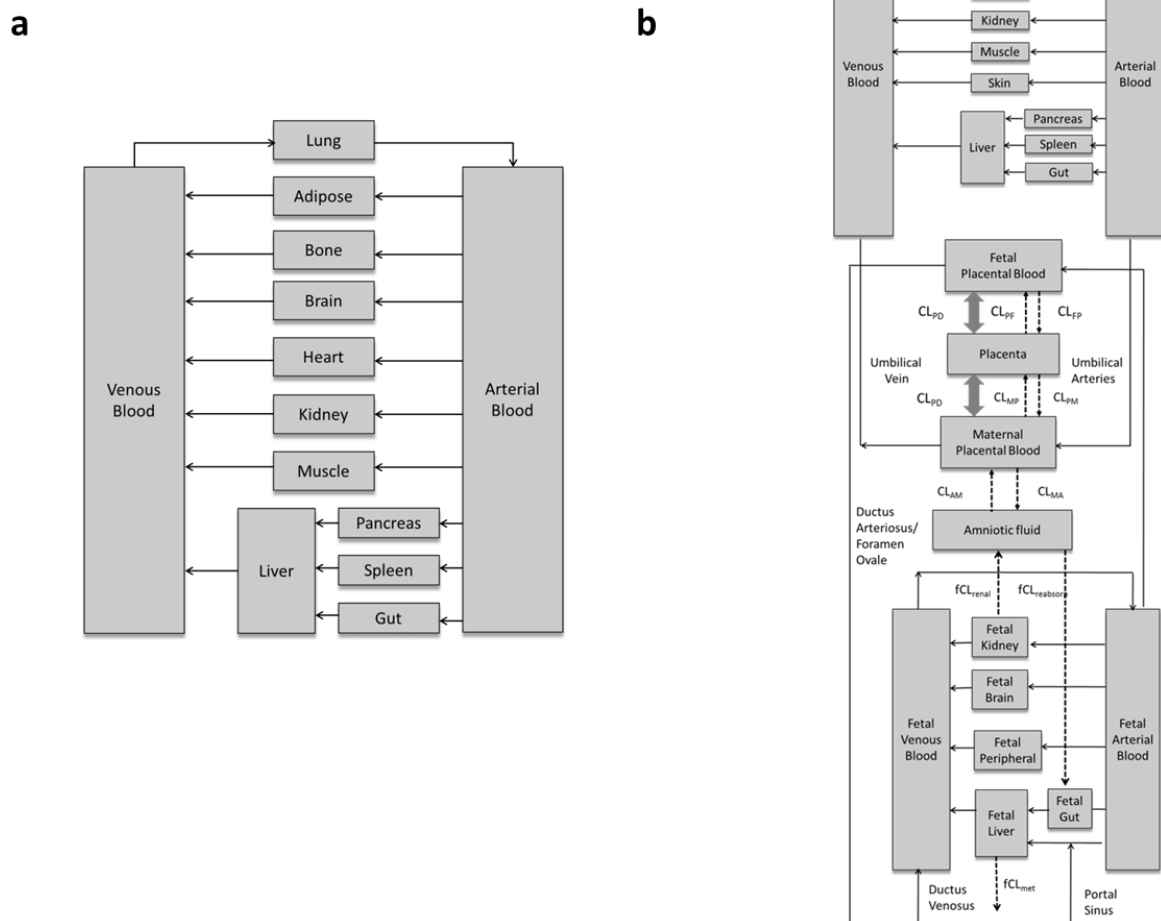 a
Lung
Adipose
Bone
Brain
Heart
Kidney
Muscle
Venous
Blood
Arterial
Blood
Pancreas
Liver
Spleen
Gut
b
Kidney
Muscle
Skin
Venous
Blood
Arterial
Blood
Pancreas
Liver
Spleen
Gut
Fetal
Placental Blood
CLPD
CLPF
CLFP
Placenta
Umbilical
Vein
Umbilical
Arteries
CLPD
CLMP
CLPM
Maternal
Placental Blood
CLAM
CLMA
Ductus
Arteriosus/
Foramen
Ovale
Amniotic fluid
fCLrenal
fCLreabsorp
Fetal
Kidney
Fetal
Brain
Fetal
Venous
Blood
Fetal
Peripheral
Fetal
Arterial
Blood
Fetal
Liver
Fetal
Gut
Ductus
Venosus
fCLmet
Portal
Sinus